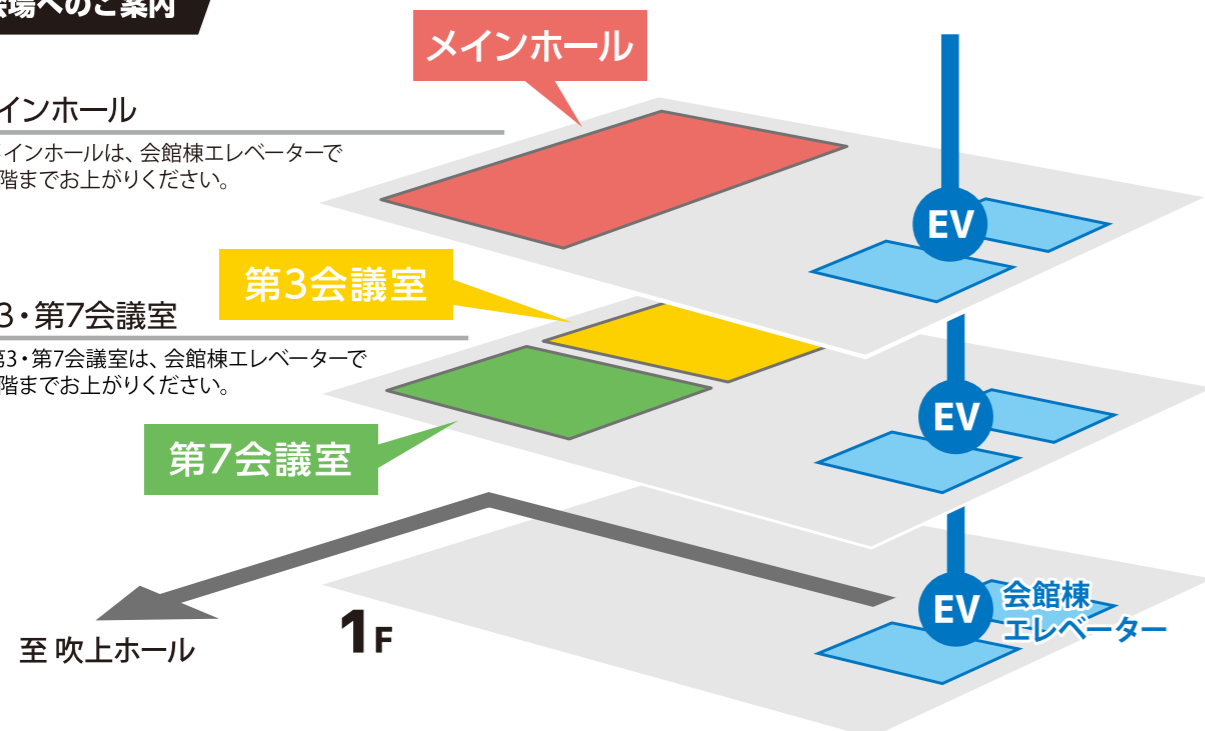 会場へのご案内
メインホール
インホール
インホールは、会館棟エレベーターで
階までお上がりください。
EV
第3会議室
3・第7会議室
第3・第7会議室は、会館棟エレベーターで
階までお上がりください。
EV
第7会議室
至 吹上ホール
1F
EV
会館棟
エレベーター